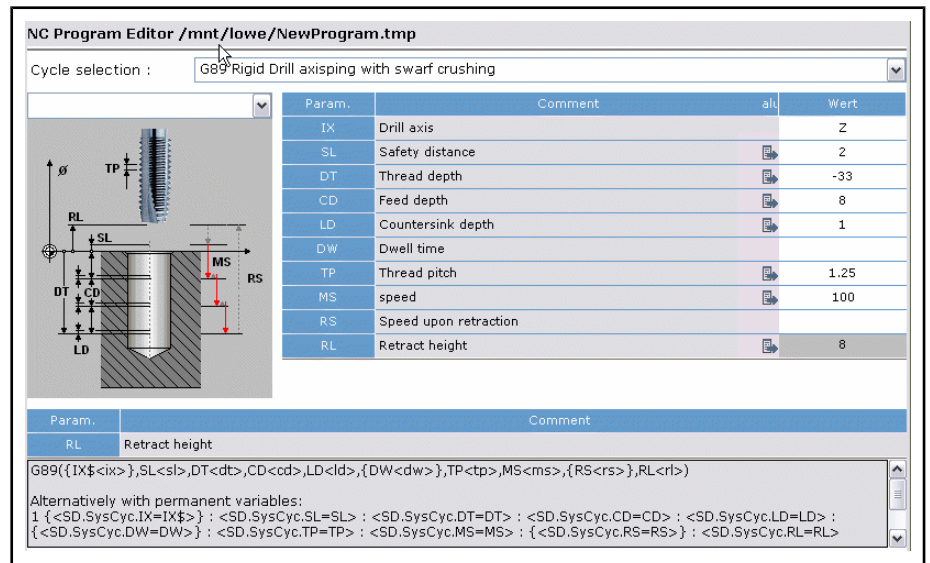 NC Program Editor /mnt/lowe/NewProgram.tmp
Cycle selection :
G89 Rigid Drill axisping with swarf crushing
Param. Comment alu Wert
IX Drill axis Z
SL Safety distance 2
DT Thread depth -33
CD Feed depth 8
LD Countersink depth 1
DW Dwell time
TP Thread pitch 1.25
MS speed 100
RS Speed upon retraction
RL Retract height 8
ø
TP
RL
SL
MS
RS
DT
CD
LD
Param. Comment
RL Retract height
G89({IX$<ix>},SL<sl>,DT<dt>,CD<cd>,LD<ld>,{DW<dw>},TP<tp>,MS<ms>,{RS<rs>},RL<rl>)
Alternatively with permanent variables:
1 {<SD.SysCyc.IX=IX$>} : <SD.SysCyc.SL=SL> : <SD.SysCyc.DT=DT> : <SD.SysCyc.CD=CD> : <SD.SysCyc.LD=LD> :
{<SD.SysCyc.DW=DW>} : <SD.SysCyc.TP=TP> : <SD.SysCyc.MS=MS> : {<SD.SysCyc.RS=RS>} : <SD.SysCyc.RL=RL>